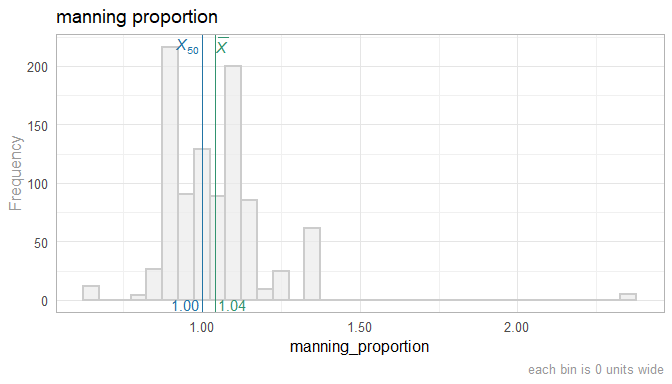 manning proportion
X50 X̅
Frequency
200
150
100
50
0
1.00 1.04
1.00 1.50 2.00
manning_proportion
each bin is 0 units wide